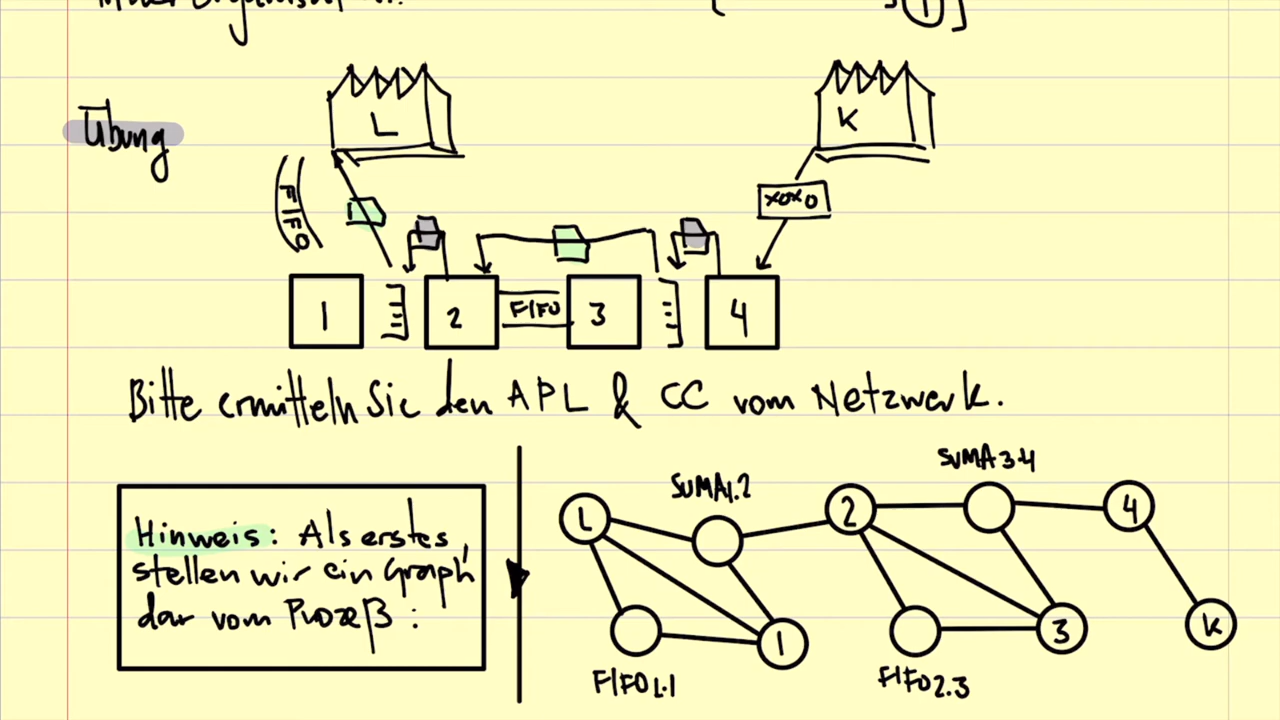 Übung
L
K
FIFO
XOXO
1
2
FIFO
3
4
Bitte ermitteln Sie den APL & CC vom Netzwerk.
Hinweis: Als erstes
stellen wir ein Graph
dar vom Prozeß:
SUMA1.2
SUMA3.4
L
2
4
1
3
K
FIFOL.1
FIFO2.3